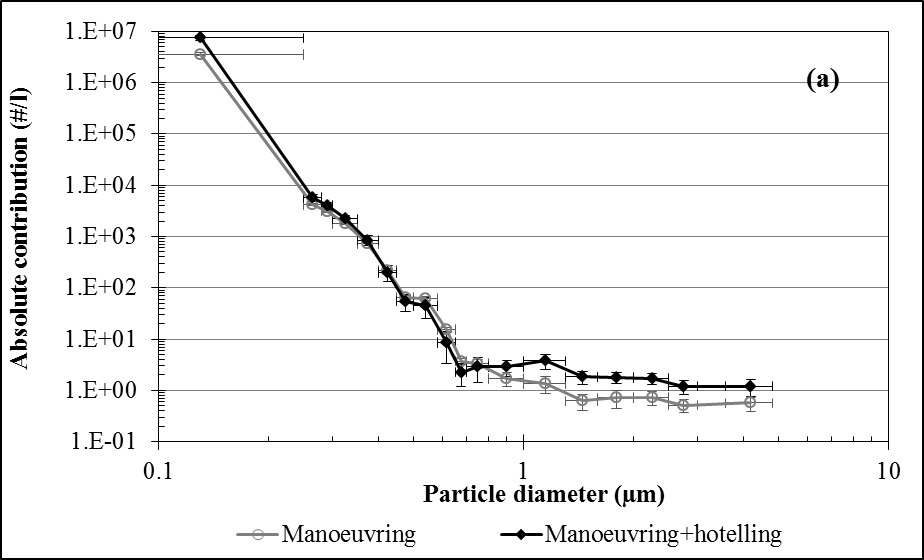 (a)
Absolute contribution (#/l)
1.E+07
1.E+06
1.E+05
1.E+04
1.E+03
1.E+02
1.E+01
1.E+00
1.E-01
0.1 1 10
Particle diameter (μm)
Manoeuvring Manoeuvring+hotelling